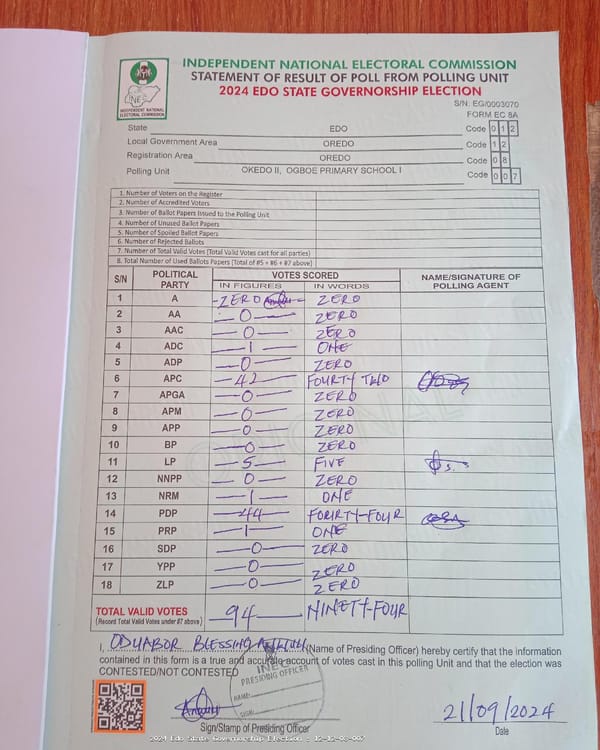 INDEPENDENT NATIONAL ELECTORAL COMMISSION
STATEMENT OF RESULT OF POLL FROM POLLING UNIT
2024 EDO STATE GOVERNORSHIP ELECTION
INEC
INDEPENDENT NATIONAL ELECTORAL COMMISSION
S/N: EG/0003070
FORM EC 8A
State EDO Code 0 1 2
Local Government Area OREDO Code 1 2
Registration Area OREDO Code 0 8
Polling Unit OKEDO II, OGBOE PRIMARY SCHOOL I Code 0 0 7
1. Number of Voters on the Register
2. Number of Accredited Voters
3. Number of Ballot Papers Issued to the Polling Unit
4. Number of Unused Ballot Papers
5. Number of Spoiled Ballot Papers
6. Number of Rejected Ballots
7. Number of Total Valid Votes (Total Valid Votes cast for all parties)
8. Total Number of Used Ballots Papers (Total of #5 + #6 + #7 above)
S/N POLITICAL PARTY VOTES SCORED NAME/SIGNATURE OF POLLING AGENT
IN FIGURES IN WORDS
1 A ZERO ZERO
2 AA 0 ZERO
3 AAC 0 ZERO
4 ADC 1 ONE
5 ADP 0 ZERO
6 APC 42 FOURTY TWO
7 APGA 0 ZERO
8 APM 0 ZERO
9 APP 0 ZERO
10 BP 0 ZERO
11 LP 5 FIVE
12 NNPP 0 ZERO
13 NRM 1 ONE
14 PDP 44 FOURTY-FOUR
15 PRP 1 ONE
16 SDP 0 ZERO
17 YPP 0 ZERO
18 ZLP 0 ZERO
TOTAL VALID VOTES 94 NINETY-FOUR
(Record Total Valid Votes under #7 above)
I, ODUABOR BLESSING (Name of Presiding Officer) hereby certify that the information
contained in this form is a true and accurate account of votes cast in this polling Unit and that the election was
CONTESTED/NOT CONTESTED
INEC
PRESIDING OFFICER
NAME:
SIGN:
21/09/2024
Sign/Stamp of Presiding Officer Date
2024 Edo State Governorship Election - 12-12-08-007